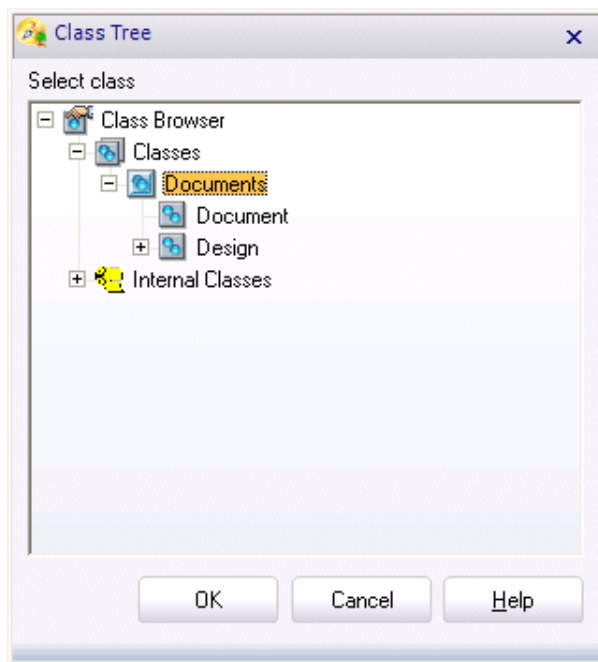 Class Tree
Select class
Class Browser
Classes
Documents
Document
Design
Internal Classes
OK Cancel Help